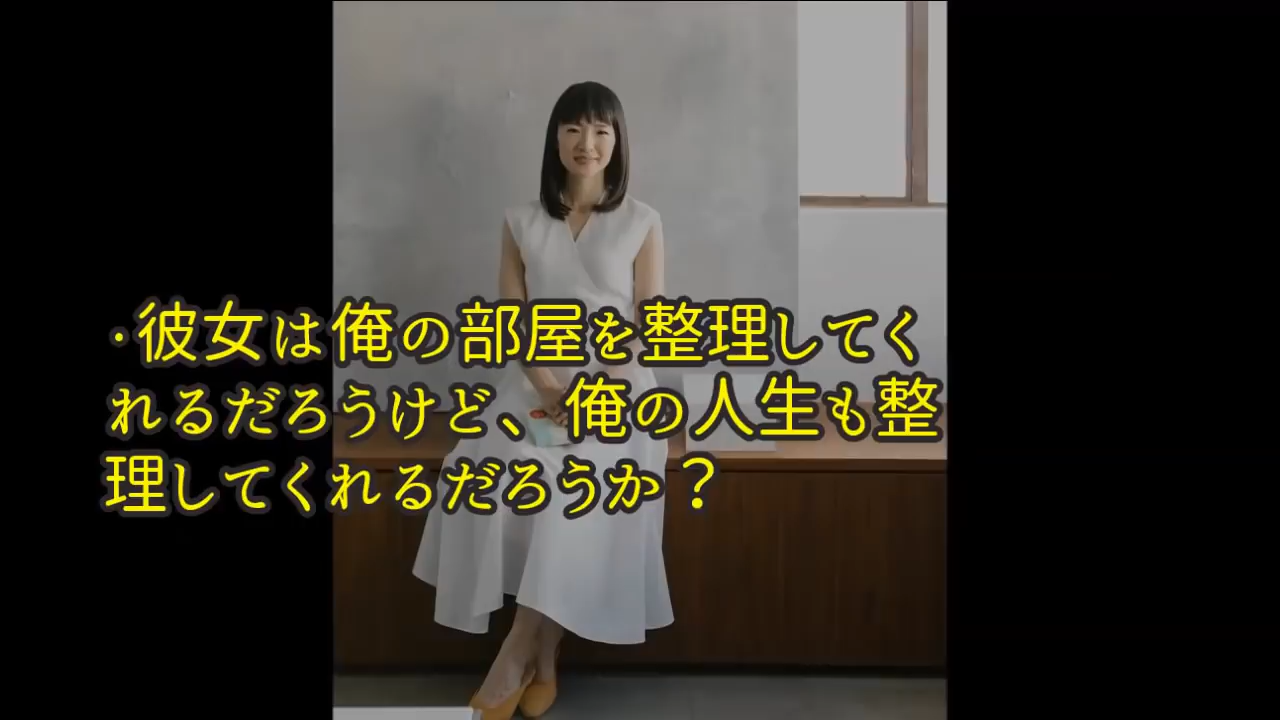 ・彼女は俺の部屋を整理してく
れるだろうけど、俺の人生も整
理してくれるだろうか？